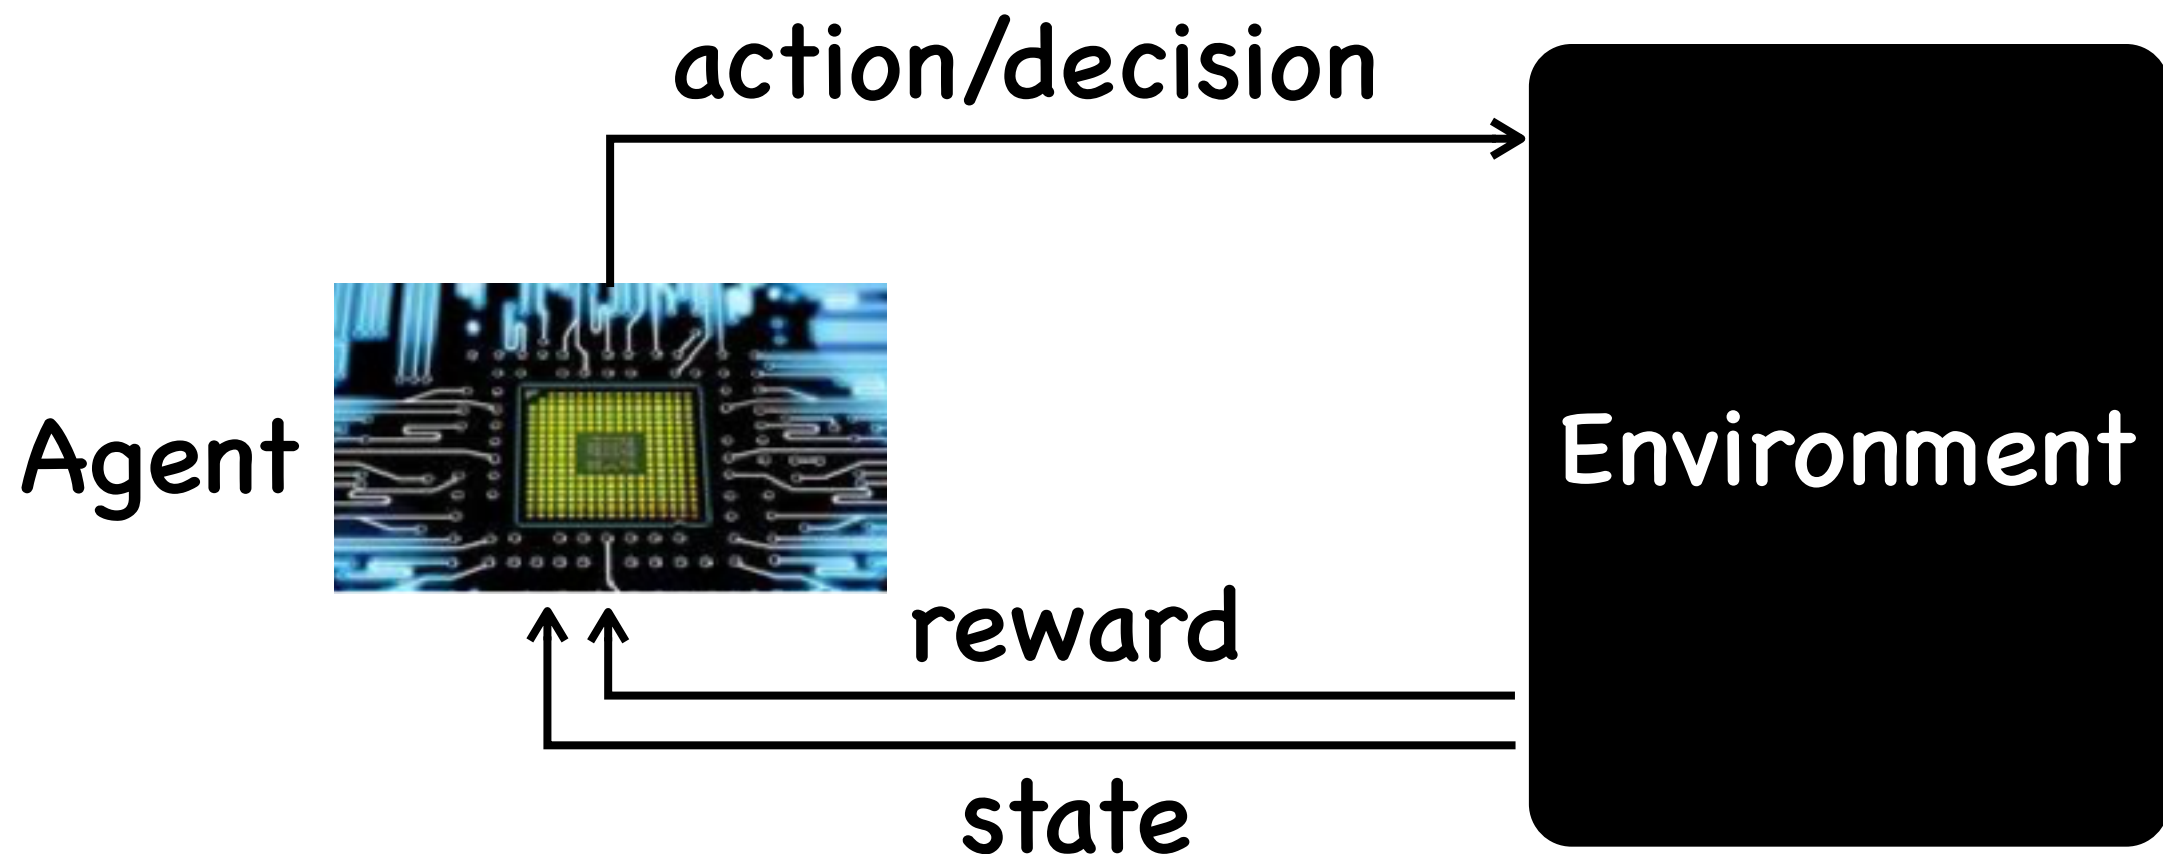 action/decision
Agent
Environment
reward
state